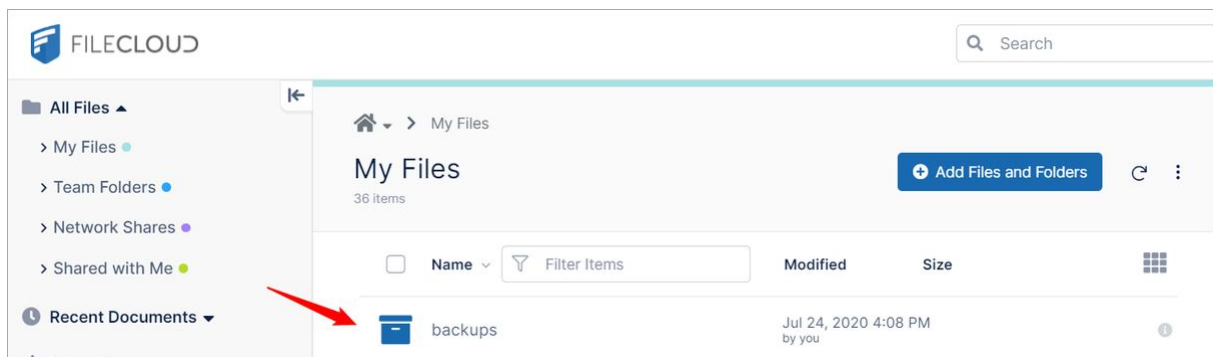 FILECLOUD
Search
All Files
My Files
Team Folders
Network Shares
Shared with Me
Recent Documents
My Files
My Files
36 items
Add Files and Folders
Name
Filter Items
Modified
Size
backups
Jul 24, 2020 4:08 PM
by you